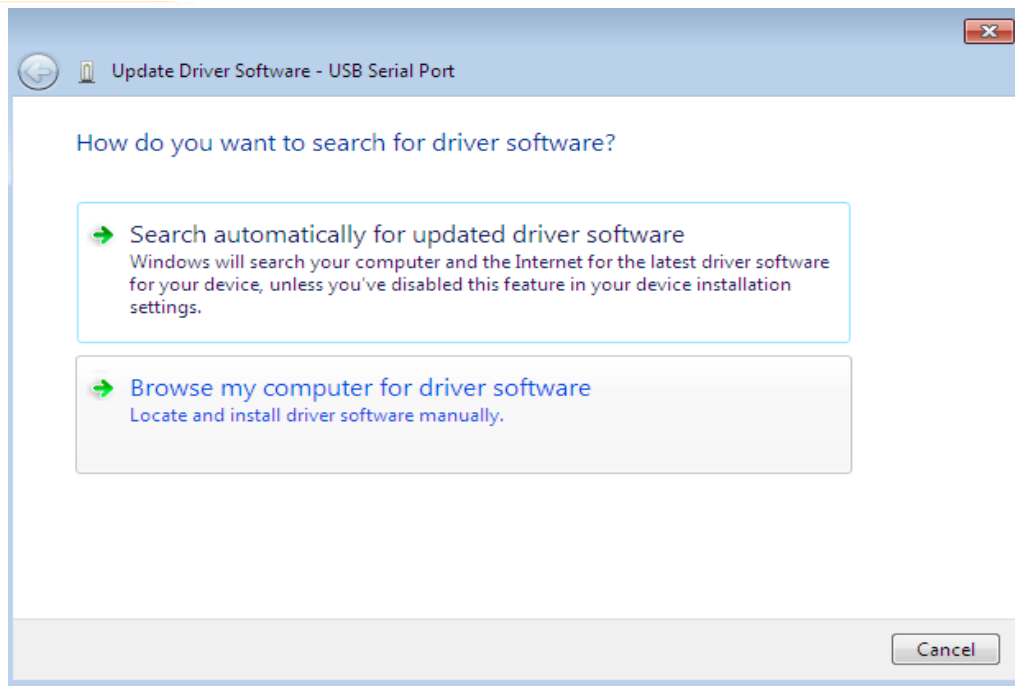 Update Driver Software - USB Serial Port
How do you want to search for driver software?
Search automatically for updated driver software
Windows will search your computer and the Internet for the latest driver software
for your device, unless you've disabled this feature in your device installation
settings.
Browse my computer for driver software
Locate and install driver software manually.
Cancel